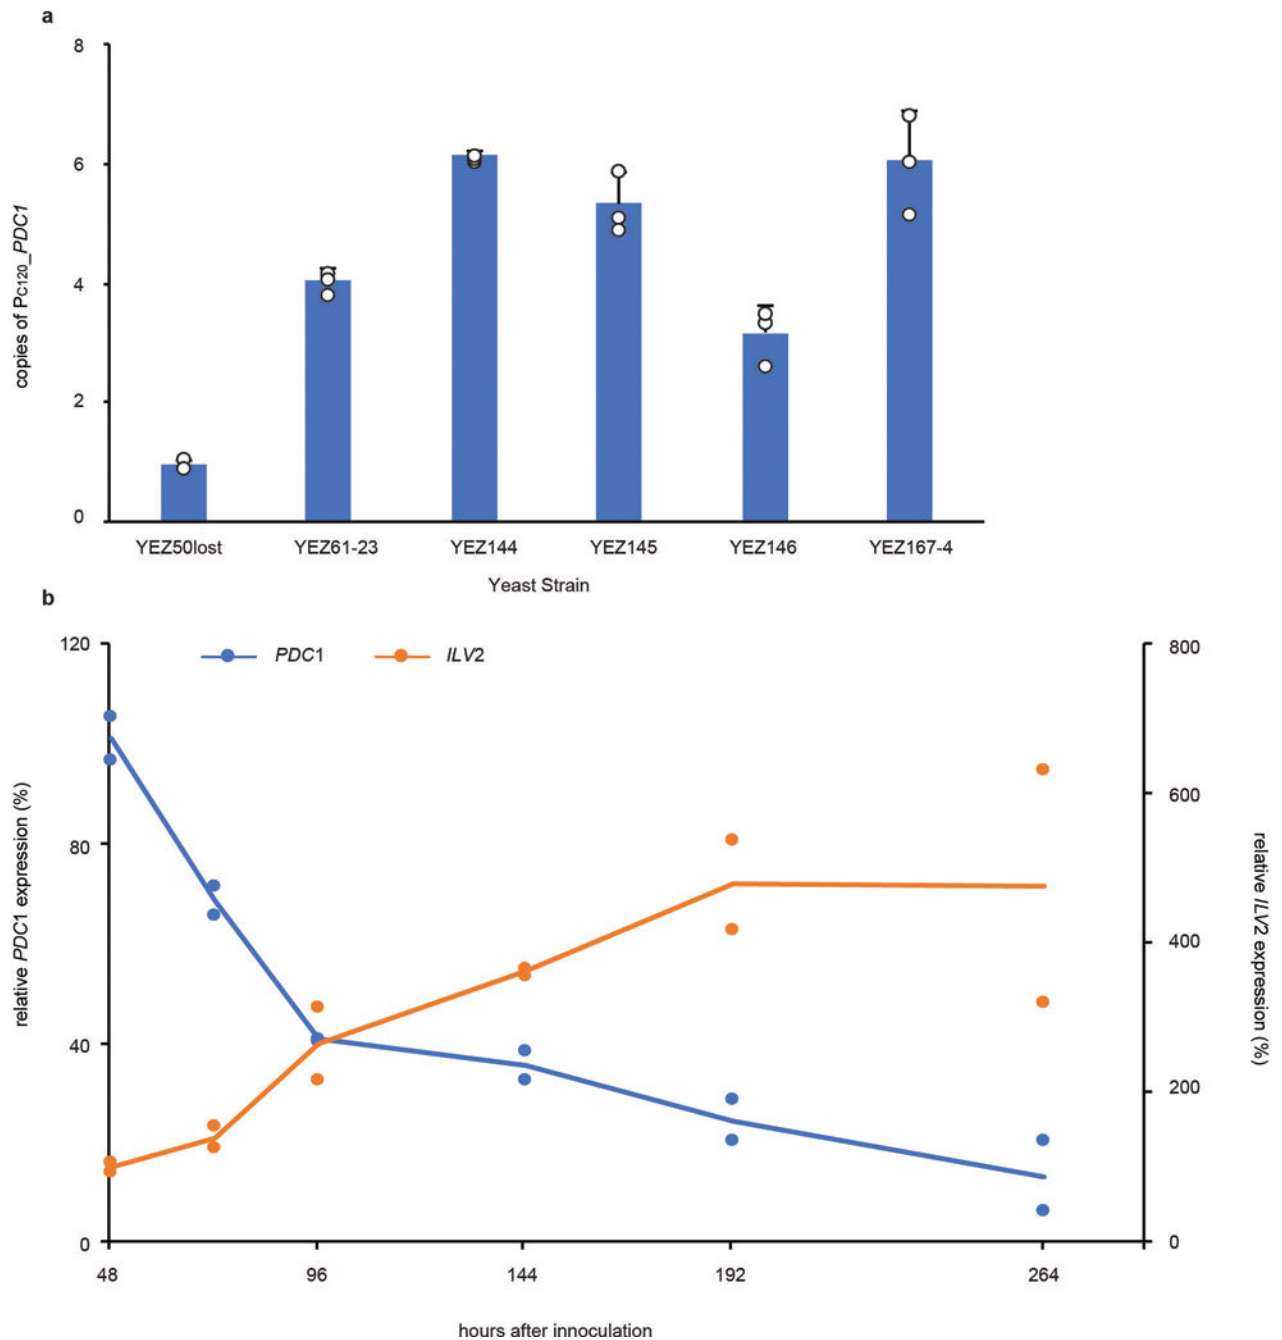 a
8
6
4
2
0
copies of PC120_PDC1
YEZ50lost YEZ61-23 YEZ144 YEZ145 YEZ146 YEZ167-4
Yeast Strain
b
PDC1 ILV2
120
80
40
0
relative PDC1 expression (%)
800
600
400
200
0
relative ILV2 expression (%)
48 96 144 192 264
hours after innoculation